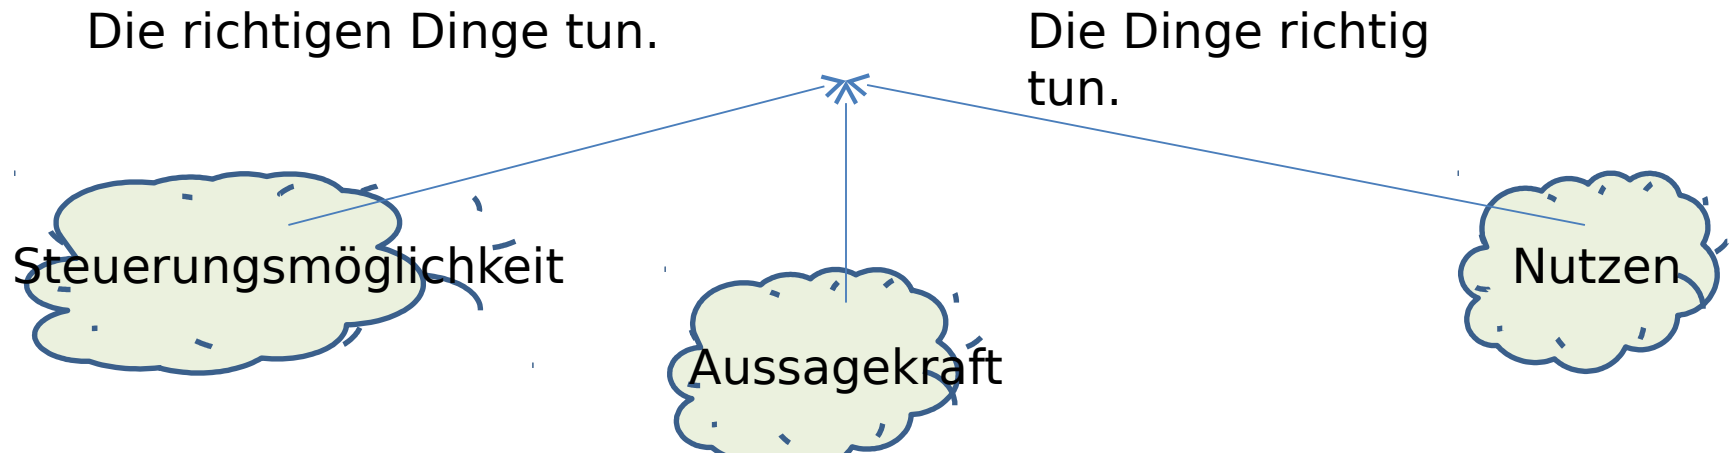 Die richtigen Dinge tun.
Die Dinge richtig
tun.
Steuerungsmöglichkeit
Nutzen
Aussagekraft